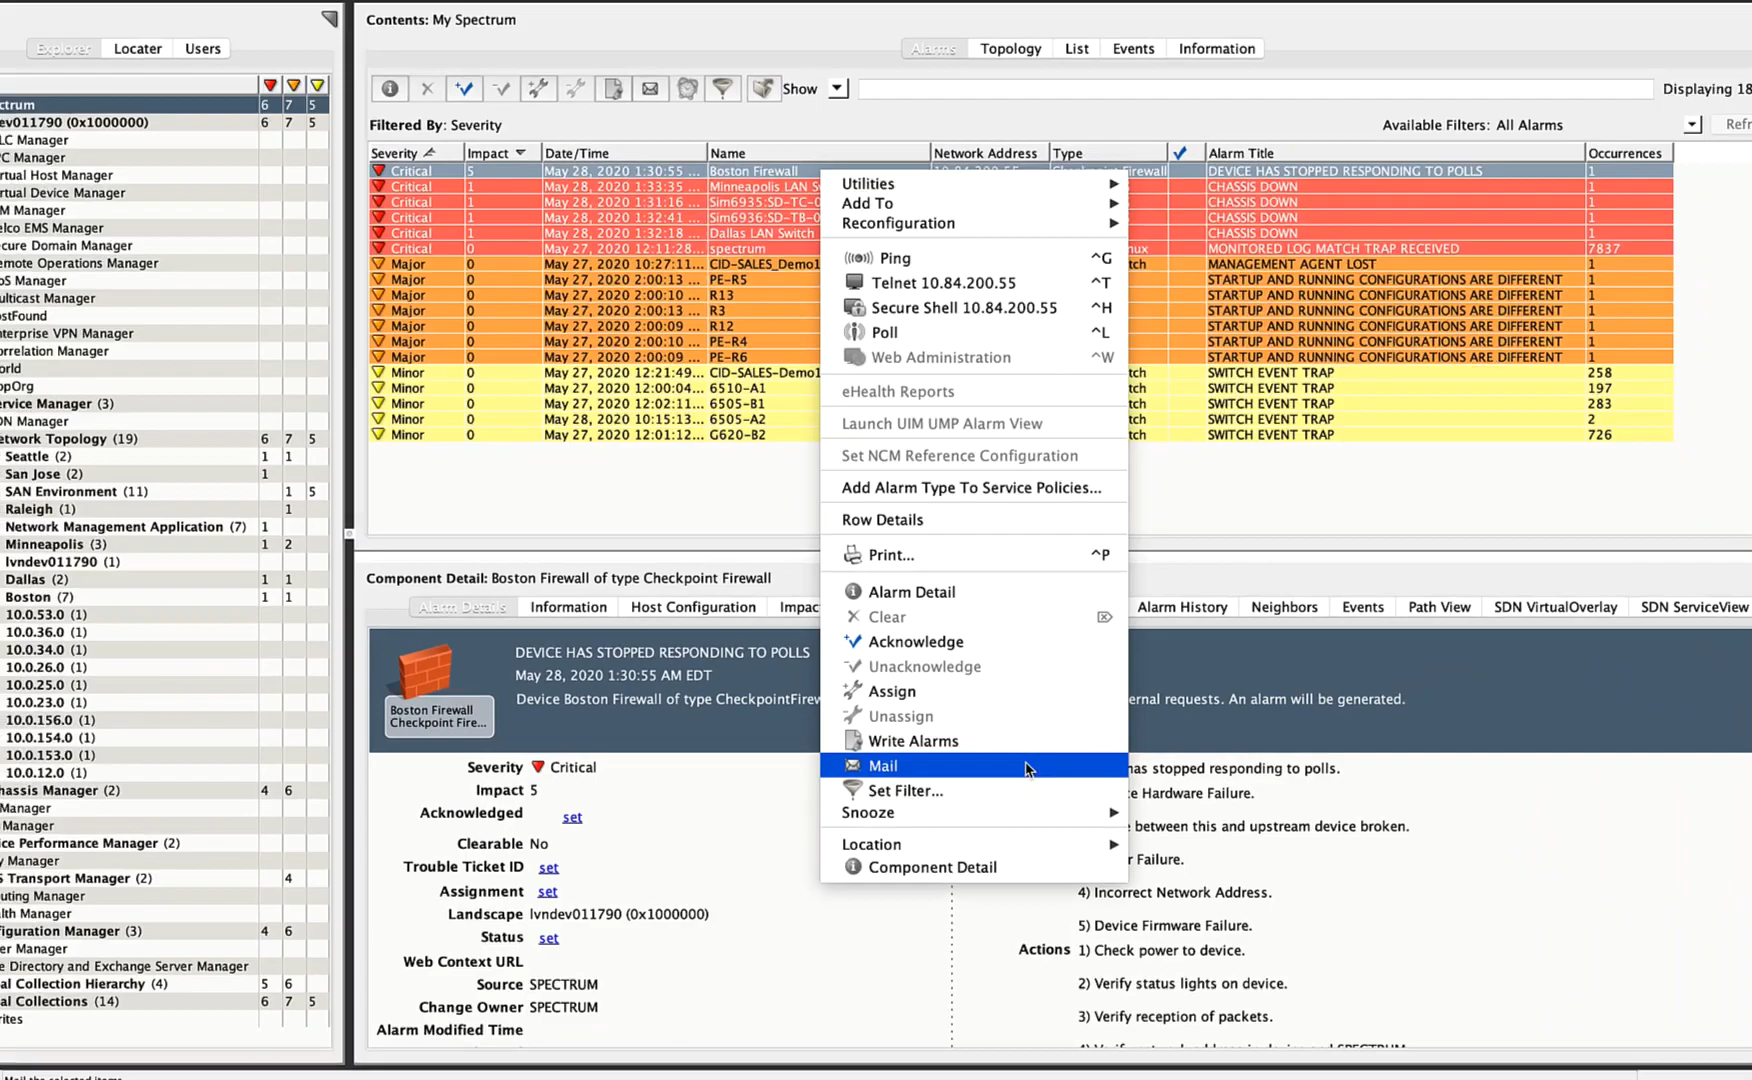 Contents: My Spectrum
Explorer Locater Users
Alarms Topology List Events Information
Show
Displaying 18
Filtered By: Severity
Available Filters: All Alarms
Severity Impact Date/Time Name Network Address Type Alarm Title Occurrences
Critical 5 May 28, 2020 1:30:55 ... Boston Firewall DEVICE HAS STOPPED RESPONDING TO POLLS 1
Critical 1 May 28, 2020 1:33:35 ... Minneapolis LAN S CHASSIS DOWN 1
Critical 1 May 28, 2020 1:31:16 ... Sim6935:SD-TC-0 CHASSIS DOWN 1
Critical 1 May 28, 2020 1:32:41 ... Sim6936:SD-TB-0 CHASSIS DOWN 1
Critical 1 May 28, 2020 1:32:18 ... Dallas LAN Switch CHASSIS DOWN 1
Critical 0 May 27, 2020 12:11:28... spectrum nux MONITORED LOG MATCH TRAP RECEIVED 7837
Major 0 May 27, 2020 10:27:11... CID-SALES_Demo1 tch MANAGEMENT AGENT LOST 1
Major 0 May 27, 2020 2:00:13 ... PE-R5 STARTUP AND RUNNING CONFIGURATIONS ARE DIFFERENT 1
Major 0 May 27, 2020 2:00:10 ... R13 STARTUP AND RUNNING CONFIGURATIONS ARE DIFFERENT 1
Major 0 May 27, 2020 2:00:13 ... R3 STARTUP AND RUNNING CONFIGURATIONS ARE DIFFERENT 1
Major 0 May 27, 2020 2:00:09 ... R12 STARTUP AND RUNNING CONFIGURATIONS ARE DIFFERENT 1
Major 0 May 27, 2020 2:00:10 ... PE-R4 STARTUP AND RUNNING CONFIGURATIONS ARE DIFFERENT 1
Major 0 May 27, 2020 2:00:09 ... PE-R6 STARTUP AND RUNNING CONFIGURATIONS ARE DIFFERENT 1
Minor 0 May 27, 2020 12:21:49... CID-SALES-Demo1 tch SWITCH EVENT TRAP 258
Minor 0 May 27, 2020 12:00:04... 6510-A1 tch SWITCH EVENT TRAP 197
Minor 0 May 27, 2020 12:02:11... 6505-B1 tch SWITCH EVENT TRAP 283
Minor 0 May 28, 2020 10:15:13... 6505-A2 tch SWITCH EVENT TRAP 2
Minor 0 May 27, 2020 12:01:12... G620-B2 tch SWITCH EVENT TRAP 726
ctrum 6 7 5
ev011790 (0x1000000) 6 7 5
LC Manager
PC Manager
irtual Host Manager
irtual Device Manager
M Manager
elco EMS Manager
ecure Domain Manager
emote Operations Manager
oS Manager
ulticast Manager
ostFound
nterprise VPN Manager
orrelation Manager
orld
opOrg
ervice Manager (3)
DN Manager
etwork Topology (19) 6 7 5
Seattle (2) 1 1
San Jose (2) 1
SAN Environment (11) 1 5
Raleigh (1) 1
Network Management Application (7) 1
Minneapolis (3) 1 2
lvndev011790 (1)
Dallas (2) 1 1
Boston (7) 1 1
10.0.53.0 (1)
10.0.36.0 (1)
10.0.34.0 (1)
10.0.26.0 (1)
10.0.25.0 (1)
10.0.23.0 (1)
10.0.156.0 (1)
10.0.154.0 (1)
10.0.153.0 (1)
10.0.12.0 (1)
hassis Manager (2) 4 6
Manager
Manager
ice Performance Manager (2)
y Manager
S Transport Manager (2) 4
uting Manager
alth Manager
figuration Manager (3) 4 6
er Manager
e Directory and Exchange Server Manager
al Collection Hierarchy (4) 5 6
al Collections (14) 6 7 5
rites
Utilities
Add To
Reconfiguration
Ping ^G
Telnet 10.84.200.55 ^T
Secure Shell 10.84.200.55 ^H
Poll ^L
Web Administration ^W
eHealth Reports
Launch UIM UMP Alarm View
Set NCM Reference Configuration
Add Alarm Type To Service Policies...
Row Details
Print... ^P
Alarm Detail
Clear
Acknowledge
Unacknowledge
Assign
Unassign
Write Alarms
Mail
Set Filter...
Snooze
Location
Component Detail
Component Detail: Boston Firewall of type Checkpoint Firewall
Alarm Details Information Host Configuration Impac Alarm History Neighbors Events Path View SDN VirtualOverlay SDN ServiceView
DEVICE HAS STOPPED RESPONDING TO POLLS
May 28, 2020 1:30:55 AM EDT
Device Boston Firewall of type CheckpointFirew ernal requests. An alarm will be generated.
Boston Firewall
Checkpoint Fire...
Severity Critical
Impact 5
Acknowledged set
Clearable No
Trouble Ticket ID set
Assignment set
Landscape lvndev011790 (0x1000000)
Status set
Web Context URL
Source SPECTRUM
Change Owner SPECTRUM
Alarm Modified Time
has stopped responding to polls.
e Hardware Failure.
e between this and upstream device broken.
r Failure.
4) Incorrect Network Address.
5) Device Firmware Failure.
Actions 1) Check power to device.
2) Verify status lights on device.
3) Verify reception of packets.